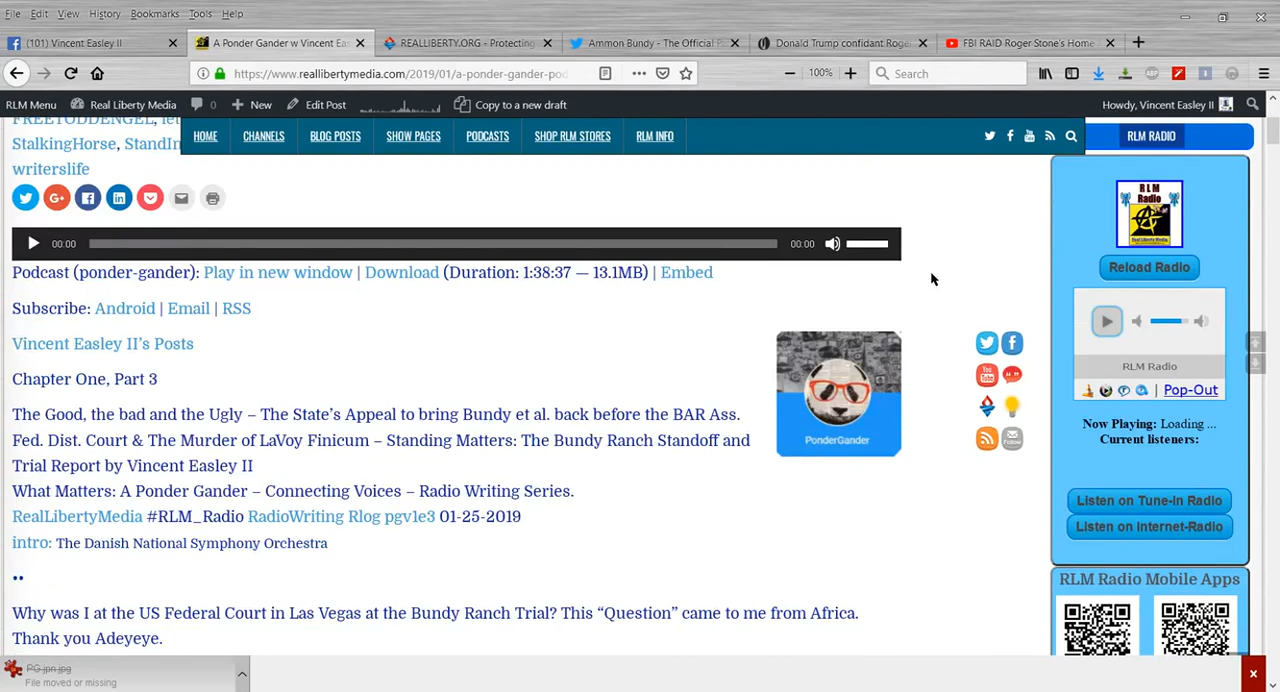 File Edit View History Bookmarks Tools Help
(101) Vincent Easley II
A Ponder Gander w Vincent Eas
REALLIBERTY.ORG - Protecting
Ammon Bundy - The Official P
Donald Trump confidant Roge
FBI RAID Roger Stone's Home
https://www.reallibertymedia.com/2019/01/a-ponder-gander-pod
100%
Search
RLM Menu Real Liberty Media 0 New Edit Post Copy to a new draft Howdy, Vincent Easley II
FREETODDENGEL, let
HOME CHANNELS BLOG POSTS SHOW PAGES PODCASTS SHOP RLM STORES RLM INFO
RLM RADIO
StalkingHorse, StandIn
writerslife
00:00 00:00
Podcast (ponder-gander): Play in new window | Download (Duration: 1:38:37 — 13.1MB) | Embed
Subscribe: Android | Email | RSS
Vincent Easley II's Posts
Chapter One, Part 3
The Good, the bad and the Ugly – The State's Appeal to bring Bundy et al. back before the BAR Ass.
Fed. Dist. Court & The Murder of LaVoy Finicum – Standing Matters: The Bundy Ranch Standoff and
Trial Report by Vincent Easley II
What Matters: A Ponder Gander – Connecting Voices – Radio Writing Series.
RealLibertyMedia #RLM_Radio RadioWriting Rlog pgv1e3 01-25-2019
intro: The Danish National Symphony Orchestra
••
Why was I at the US Federal Court in Las Vegas at the Bundy Ranch Trial? This “Question” came to me from Africa.
Thank you Adeyeye.
PonderGander
You
Tube
Follow
R L M
Radio
Real Liberty Media
Reload Radio
RLM Radio
| Pop-Out
Now Playing: Loading ...
Current listeners:
Listen on Tune-In Radio
Listen on Internet-Radio
RLM Radio Mobile Apps
PG.jpn.jpg
File moved or missing